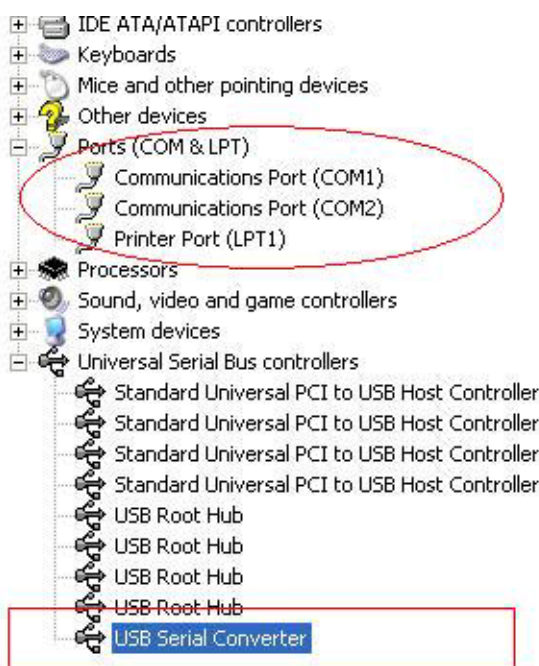 IDE ATA/ATAPI controllers
Keyboards
Mice and other pointing devices
Other devices
Ports (COM & LPT)
Communications Port (COM1)
Communications Port (COM2)
Printer Port (LPT1)
Processors
Sound, video and game controllers
System devices
Universal Serial Bus controllers
Standard Universal PCI to USB Host Controller
Standard Universal PCI to USB Host Controller
Standard Universal PCI to USB Host Controller
Standard Universal PCI to USB Host Controller
USB Root Hub
USB Root Hub
USB Root Hub
USB Root Hub
USB Serial Converter